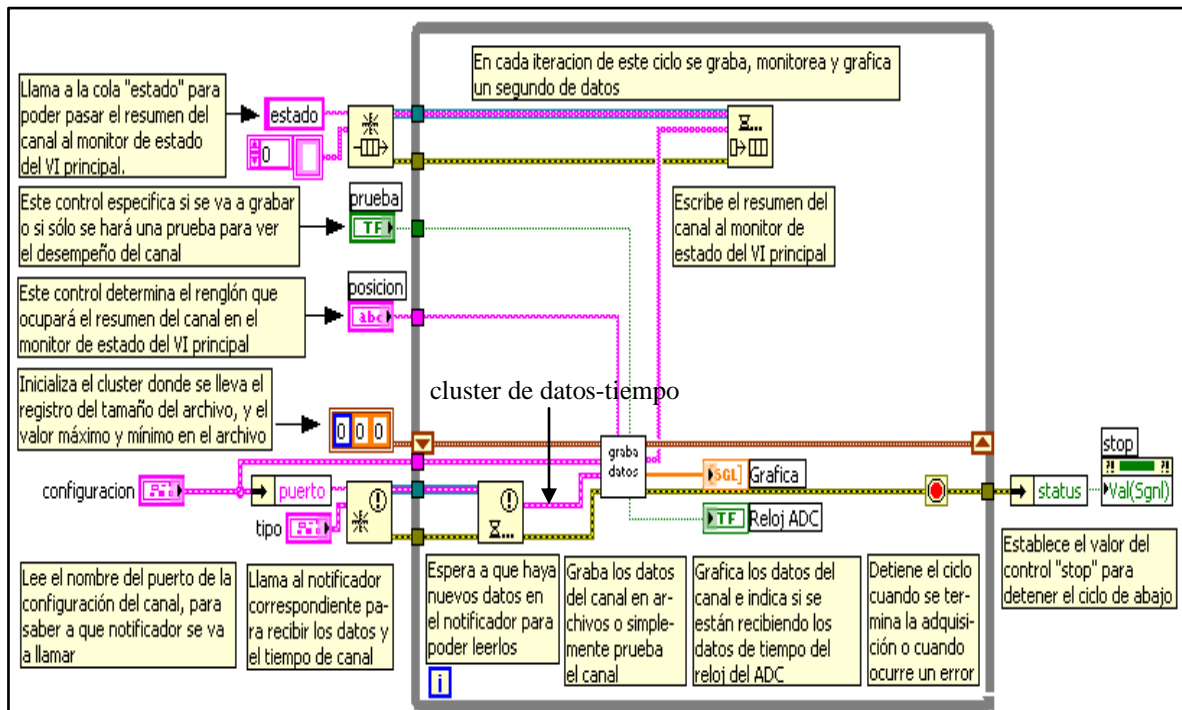 En cada iteracion de este ciclo se graba, monitorea y grafica
un segundo de datos
Llama a la cola "estado" para
poder pasar el resumen del
canal al monitor de estado
del VI principal.
estado
0
Este control especifica si se va a grabar
o si sólo se hará una prueba para ver
el desempeño del canal
prueba
TF
Escribe el resumen del
canal al monitor de
estado del VI principal
Este control determina el renglón que
ocupará el resumen del canal en el
monitor de estado del VI principal
posicion
abc
Inicializa el cluster donde se lleva el
registro del tamaño del archivo, y el
valor máximo y mínimo en el archivo
0 0 0
cluster de datos-tiempo
graba
datos
configuracion
puerto
tipo
SGL
Grafica
TF
Reloj ADC
status
stop
Val(Sgnl)
Lee el nombre del puerto de la
configuración del canal, para
saber a que notificador se va
a llamar
Llama al notificador
correspondiente pa-
ra recibir los datos y
el tiempo de canal
Espera a que haya
nuevos datos en
el notificador para
poder leerlos
Graba los datos
del canal en ar-
chivos o simple-
mente prueba
el canal
Grafica los datos del
canal e indica si se
están recibiendo los
datos de tiempo del
reloj del ADC
Detiene el ciclo
cuando se ter-
mina la adquisi-
ción o cuando
ocurre un error
Establece el valor del
control "stop" para
detener el ciclo de abajo
i